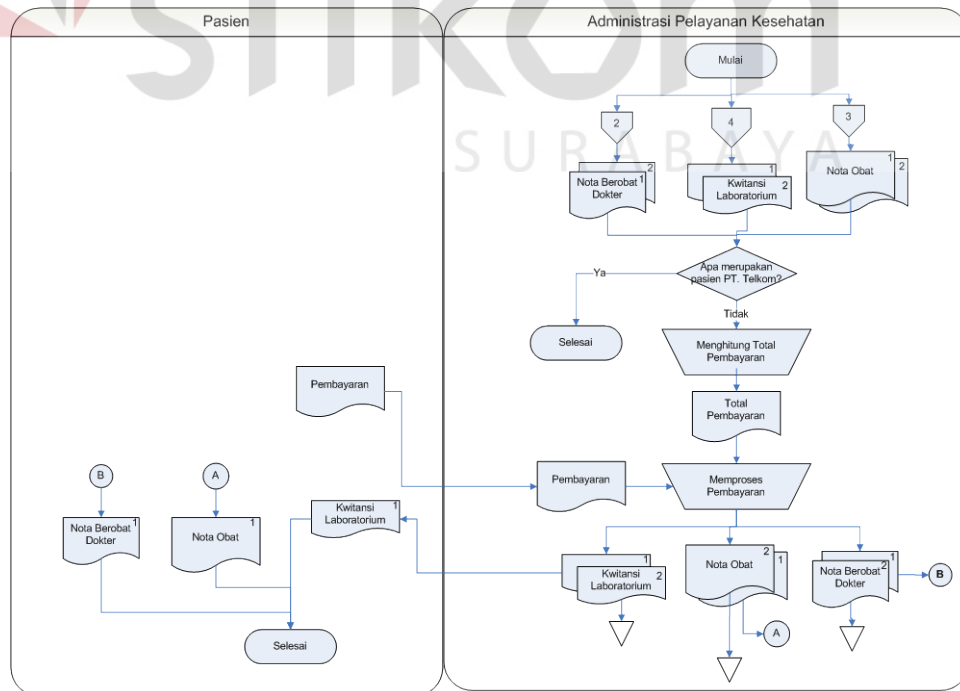 Pasien
Administrasi Pelayanan Kesehatan
stikom
SURABAYA
Mulai
2
4
3
Nota Berobat
Dokter
1
2
Kwitansi
Laboratorium
1
2
Nota Obat
1
2
Apa merupakan
pasien PT. Telkom?
Ya
Tidak
Selesai
Menghitung Total
Pembayaran
Total
Pembayaran
Pembayaran
Pembayaran
Memproses
Pembayaran
B
A
Nota Berobat
Dokter
1
Nota Obat
1
Kwitansi
Laboratorium
1
Kwitansi
Laboratorium
1
2
Nota Obat
2
1
Nota Berobat
Dokter
2
1
B
A
Selesai